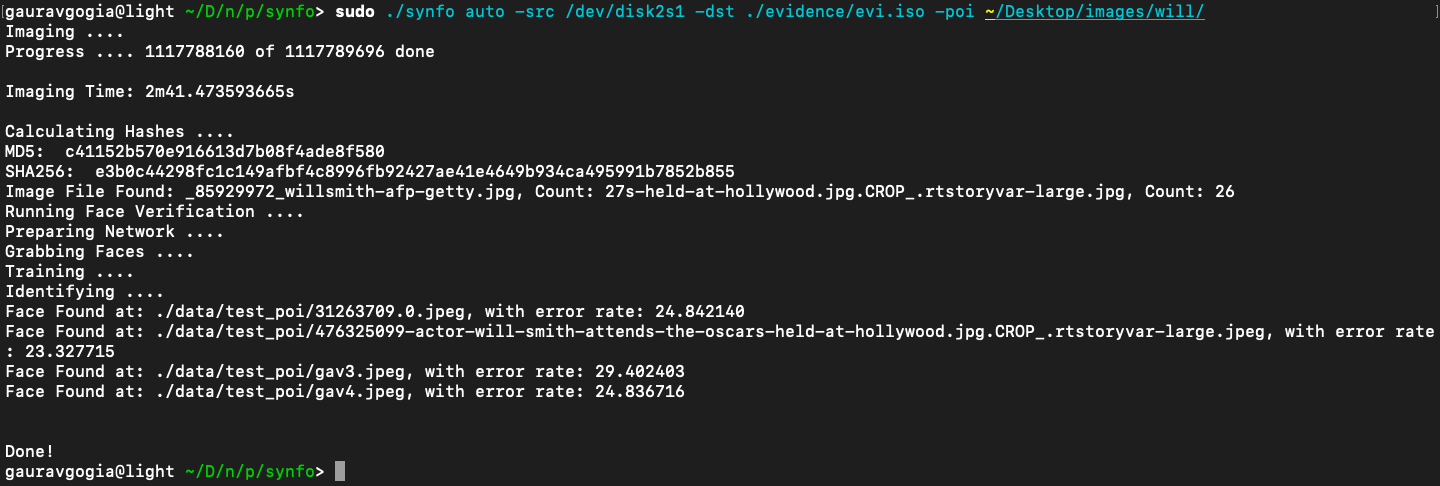 gauravgogia@light ~/D/n/p/synfo> sudo ./synfo auto -src /dev/disk2s1 -dst ./evidence/evi.iso -poi ~/Desktop/images/will/
Imaging ....
Progress .... 1117788160 of 1117789696 done
Imaging Time: 2m41.473593665s
Calculating Hashes ....
MD5:  c41152b570e916613d7b08f4ade8f580
SHA256:  e3b0c44298fc1c149afbf4c8996fb92427ae41e4649b934ca495991b7852b855
Image File Found: _85929972_willsmith-afp-getty.jpg, Count: 27s-held-at-hollywood.jpg.CROP_.rtstoryvar-large.jpg, Count: 26
Running Face Verification ....
Preparing Network ....
Grabbing Faces ....
Training ....
Identifying ....
Face Found at: ./data/test_poi/31263709.0.jpeg, with error rate: 24.842140
Face Found at: ./data/test_poi/476325099-actor-will-smith-attends-the-oscars-held-at-hollywood.jpg.CROP_.rtstoryvar-large.jpeg, with error rate
: 23.327715
Face Found at: ./data/test_poi/gav3.jpeg, with error rate: 29.402403
Face Found at: ./data/test_poi/gav4.jpeg, with error rate: 24.836716
Done!
gauravgogia@light ~/D/n/p/synfo>